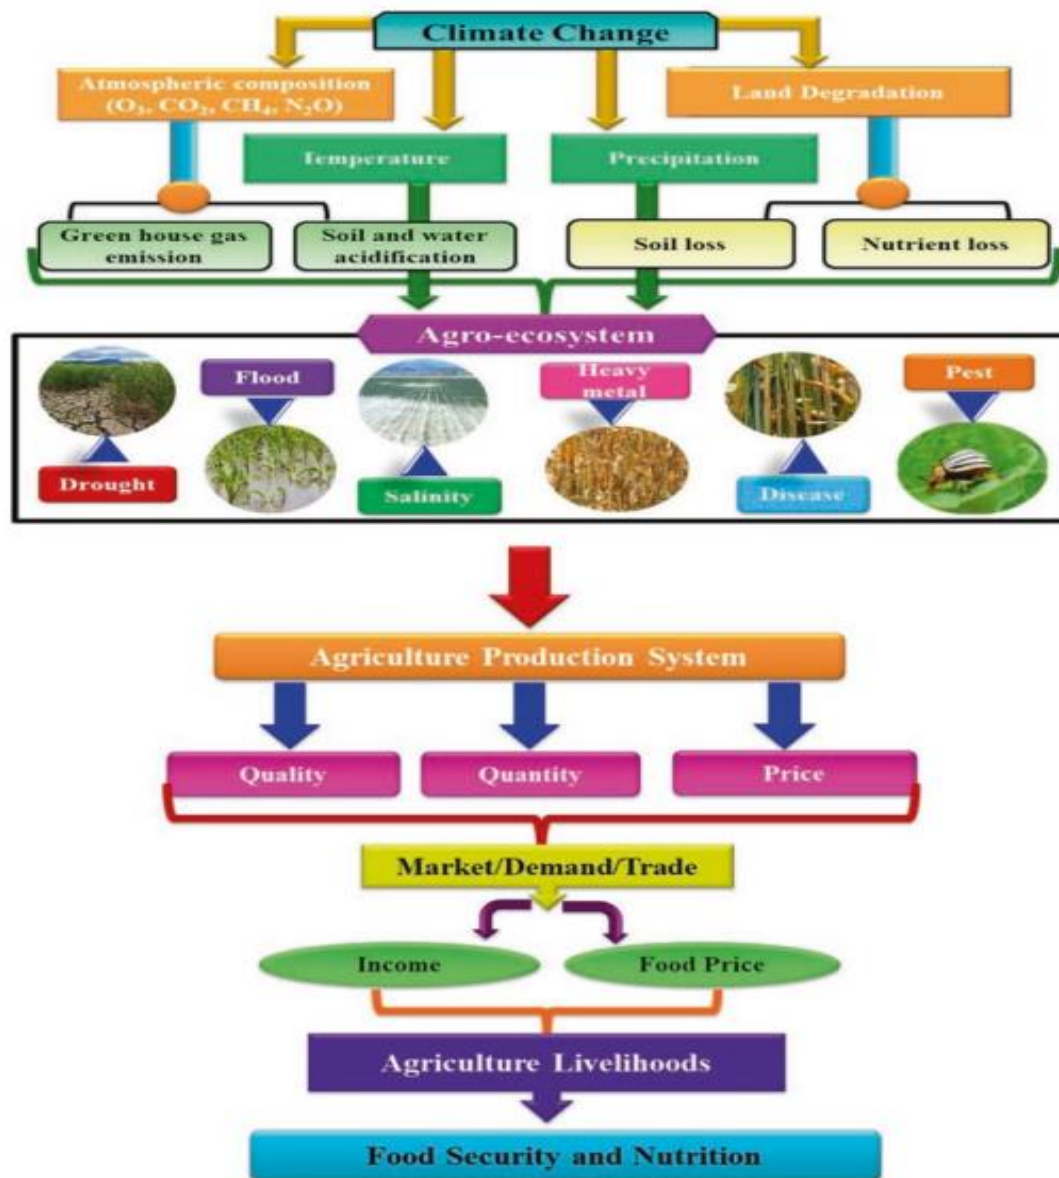 Climate Change
Atmospheric composition
(O₃, CO₂, CH₄, N₂O)
Land Degradation
Temperature
Precipitation
Green house gas
emission
Soil and water
acidification
Soil loss
Nutrient loss
Agro-ecosystem
Flood
Heavy
metal
Pest
Drought
Salinity
Disease
Agriculture Production System
Quality
Quantity
Price
Market/Demand/Trade
Income
Food Price
Agriculture Livelihoods
Food Security and Nutrition